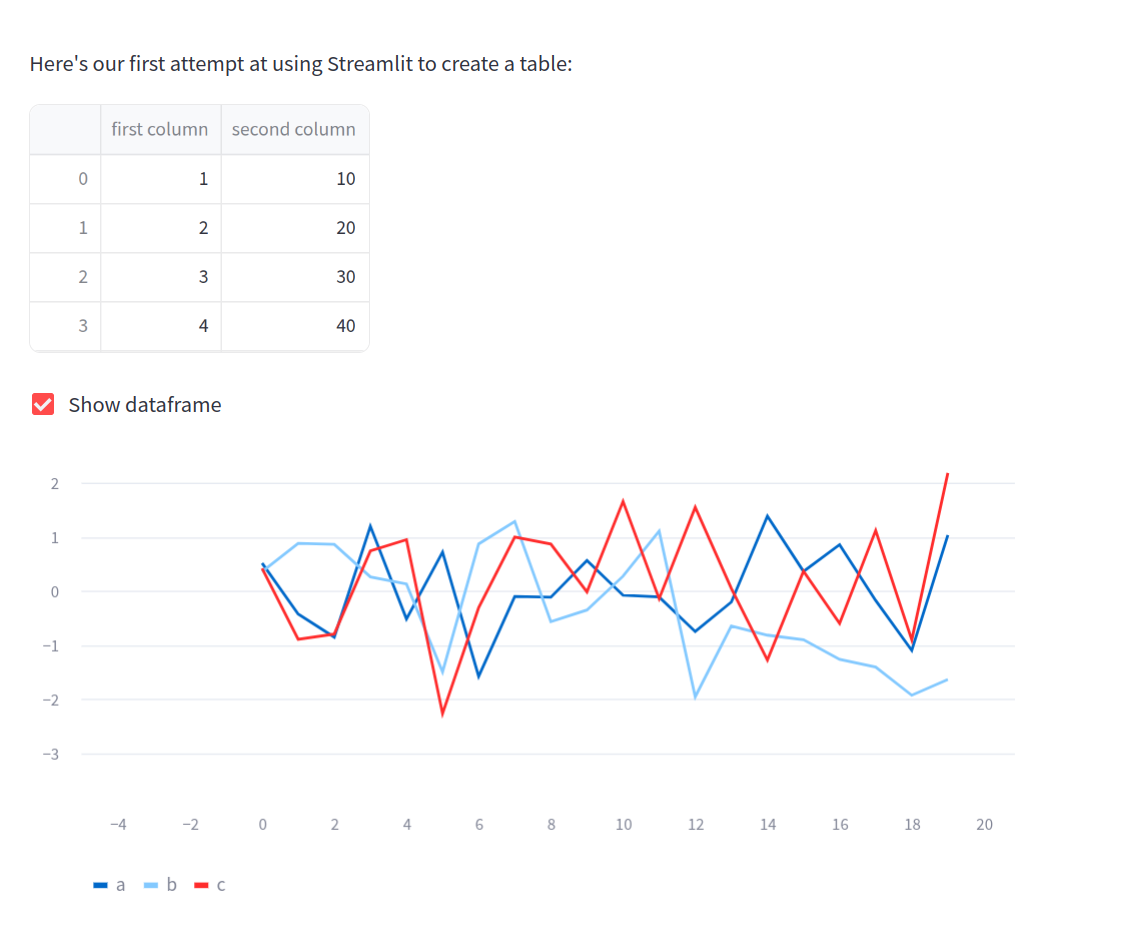 Here's our first attempt at using Streamlit to create a table:
first column second column
0 1 10
1 2 20
2 3 30
3 4 40
Show dataframe
2
1
0
−1
−2
−3
−4 −2 0 2 4 6 8 10 12 14 16 18 20
a b c